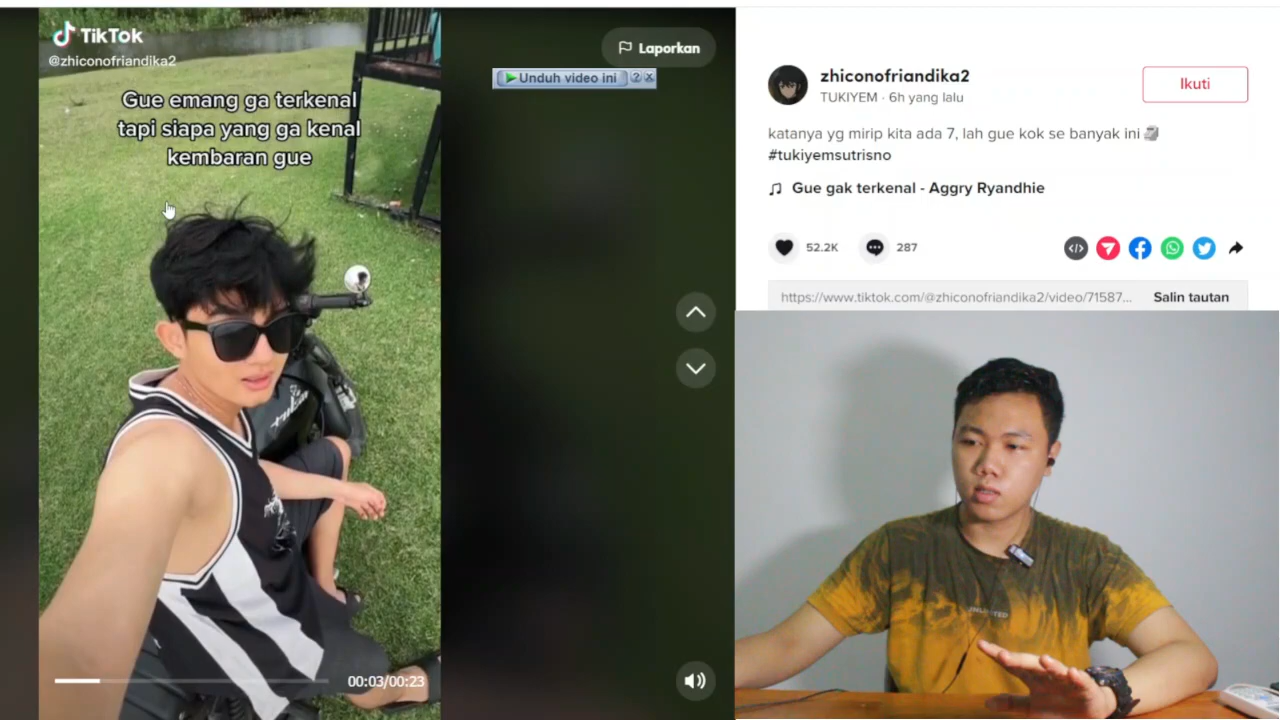 TikTok
@zhiconofriandika2
Gue emang ga terkenal
tapi siapa yang ga kenal
kembaran gue
00:03/00:23
Laporkan
Unduh video ini
?
X
zhiconofriandika2
TUKIYEM · 6h yang lalu
Ikuti
katanya yg mirip kita ada 7, lah gue kok se banyak ini🗿
#tukiyemsutrisno
Gue gak terkenal - Aggry Ryandhie
52.2K
287
https://www.tiktok.com/@zhiconofriandika2/video/71587...
Salin tautan